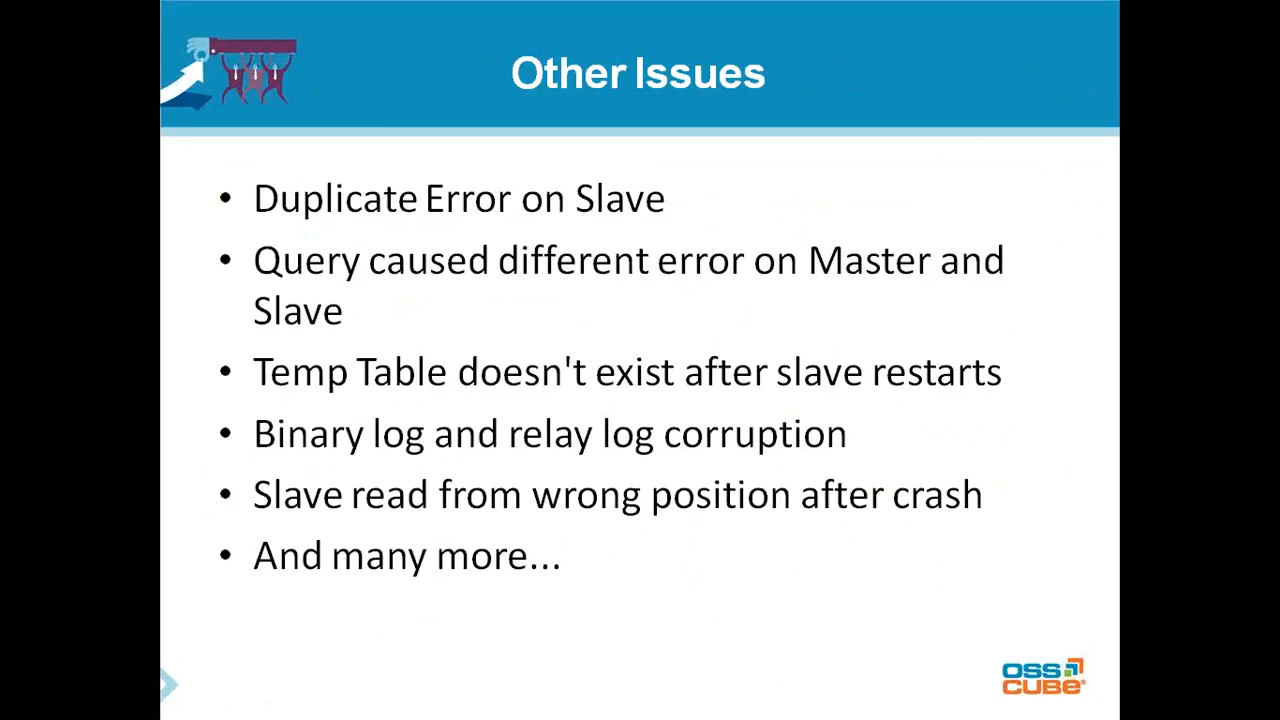 Other Issues
• Duplicate Error on Slave
• Query caused different error on Master and
Slave
• Temp Table doesn't exist after slave restarts
• Binary log and relay log corruption
• Slave read from wrong position after crash
• And many more...
OSS
CUBE